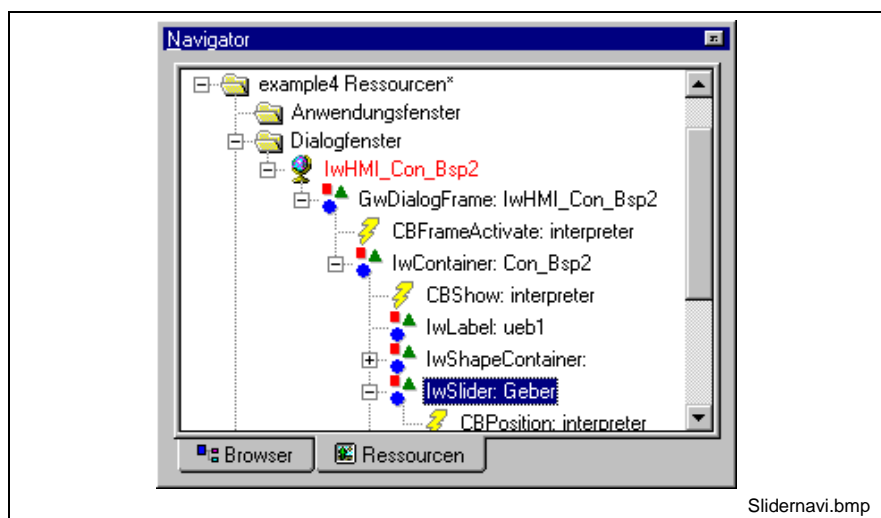 Navigator
example4 Ressourcen*
Anwendungsfenster
Dialogfenster
IwHMI_Con_Bsp2
GwDialogFrame: IwHMI_Con_Bsp2
CBFrameActivate: interpreter
IwContainer: Con_Bsp2
CBShow: interpreter
IwLabel: ueb1
IwShapeContainer:
IwSlider: Geber
CBPosition: interpreter
Browser Ressourcen
Slidernavi.bmp